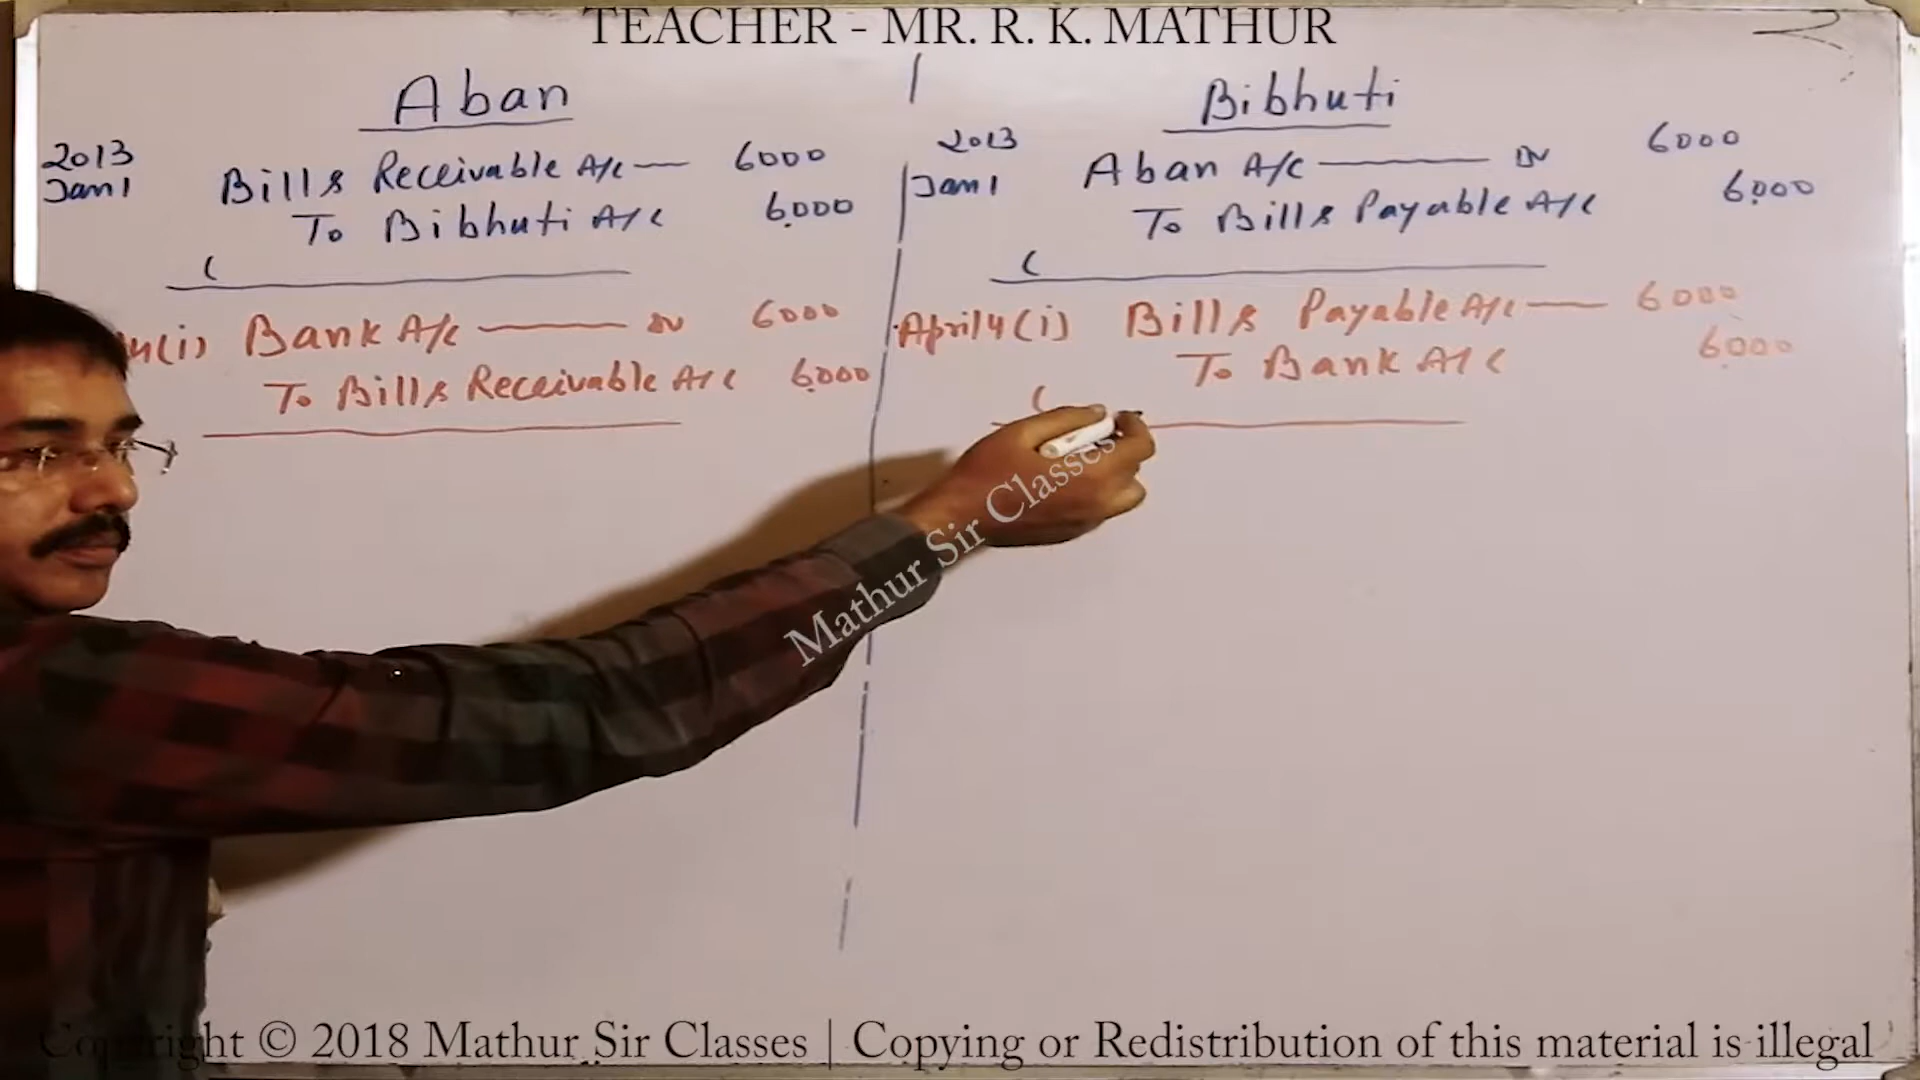 TEACHER - MR. R. K. MATHUR
Aban
2013
Jan 1
Bills Receivable A/c — 6000
To Bibhuti A/c 6000
(
4(i) Bank A/c — Dr 6000
To Bills Receivable A/c 6000
Bibhuti
2013
Jan 1
Aban A/c — Dr 6000
To Bills Payable A/c 6000
(
April 4 (i) Bills Payable A/c — 6000
To Bank A/c 6000
(
Mathur Sir Classes
Copyright © 2018 Mathur Sir Classes | Copying or Redistribution of this material is illegal